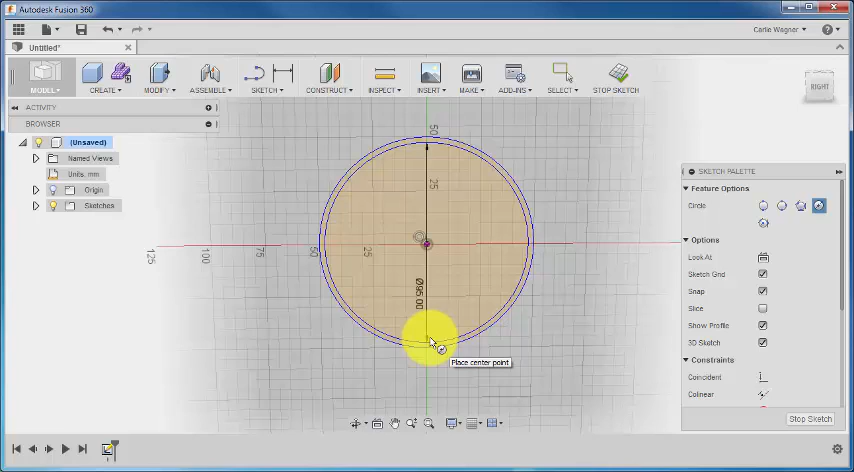 Autodesk Fusion 360
Carlie Wagner
Untitled*
MODEL
CREATE
MODIFY
ASSEMBLE
SKETCH
CONSTRUCT
INSPECT
INSERT
MAKE
ADD-INS
SELECT
STOP SKETCH
RIGHT
ACTIVITY
BROWSER
(Unsaved)
Named Views
Units: mm
Origin
Sketches
50
25
125
100
75
50
25
Ø95.00
Place center point
SKETCH PALETTE
Feature Options
Circle
Options
Look At
Sketch Grid
Snap
Slice
Show Profile
3D Sketch
Constraints
Coincident
Colinear
Stop Sketch